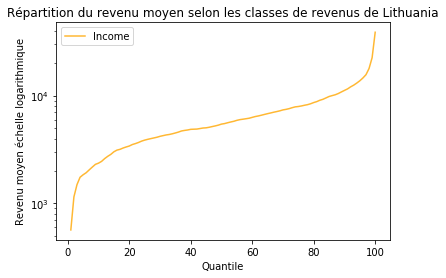 Répartition du revenu moyen selon les classes de revenus de Lithuania
Income
Revenu moyen échelle logarithmique
10⁴
10³
0 20 40 60 80 100
Quantile